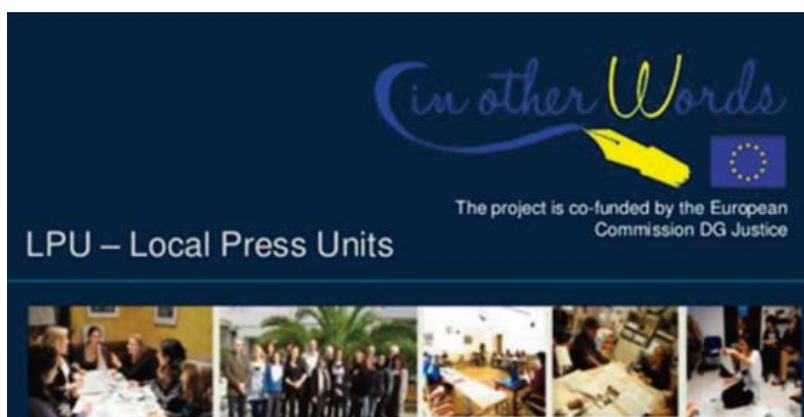 in other Words
The project is co-funded by the European
Commission DG Justice
LPU – Local Press Units